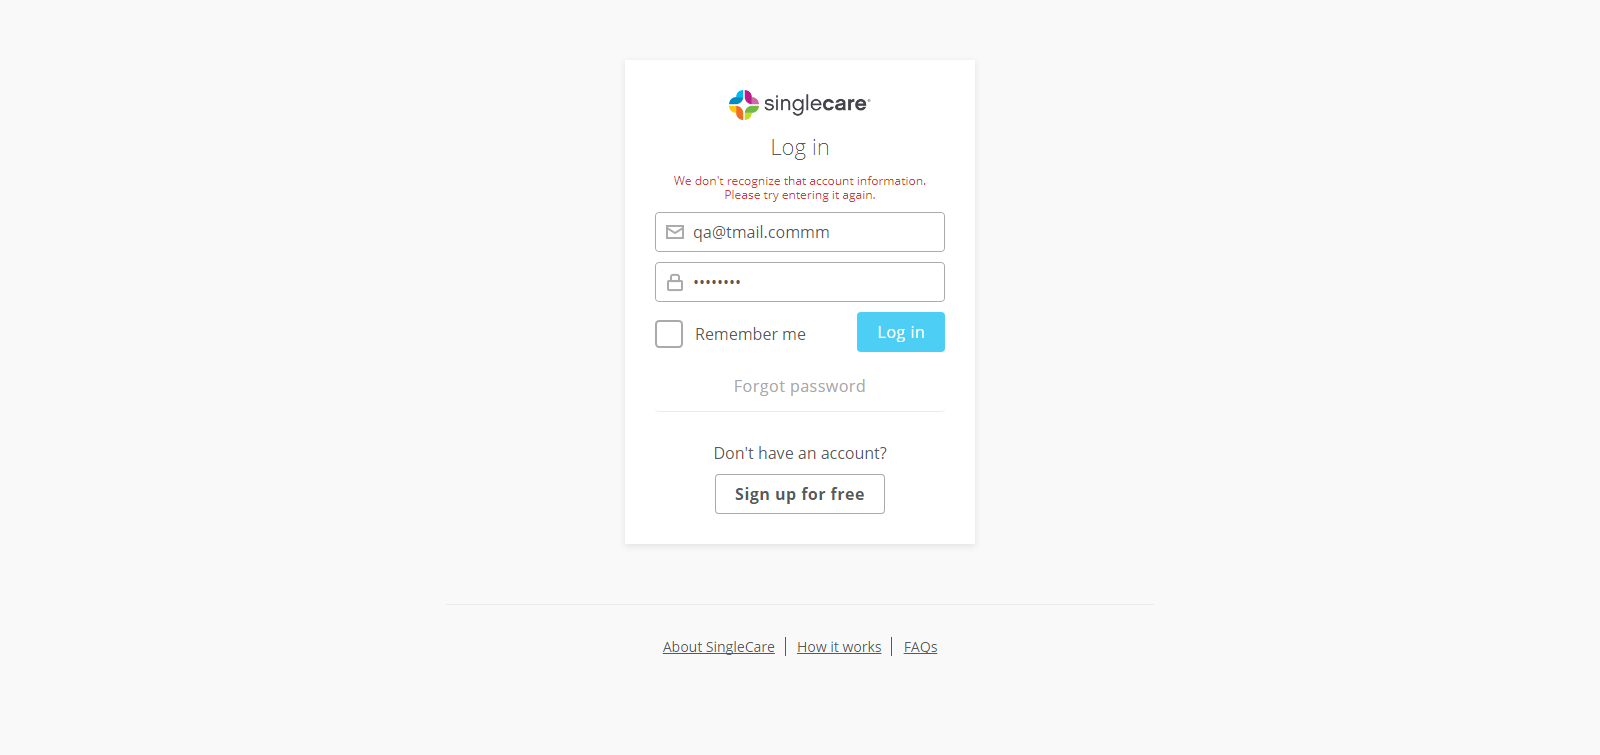 singlecare®
Log in
We don't recognize that account information.
Please try entering it again.
qa@tmail.commm
••••••••
Remember me
Log in
Forgot password
Don't have an account?
Sign up for free
About SingleCare
How it works
FAQs